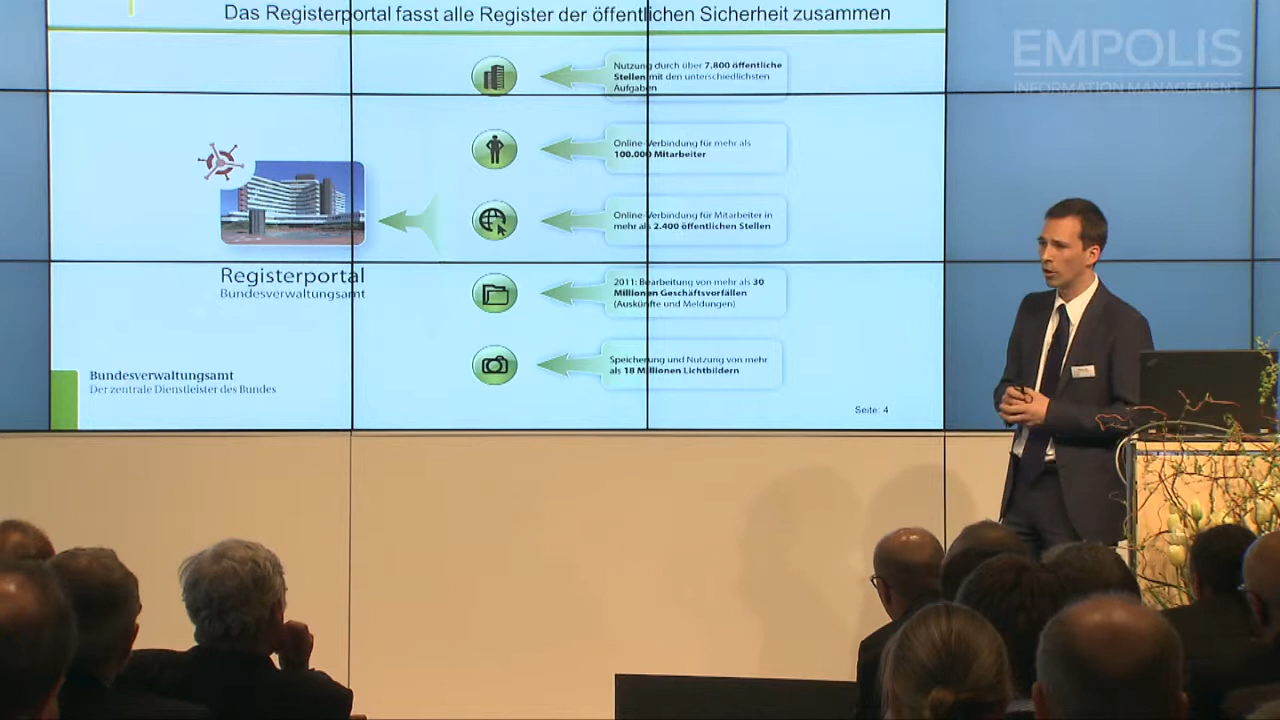 Das Registerportal fasst alle Register der öffentlichen Sicherheit zusammen
EMPOLIS
INFORMATION MANAGEMENT
Nutzung durch über 7.800 öffentliche
Stellen mit den unterschiedlichsten
Aufgaben
Online-Verbindung für mehr als
100.000 Mitarbeiter
Online-Verbindung für Mitarbeiter in
mehr als 2.400 öffentlichen Stellen
2011: Bearbeitung von mehr als 30
Millionen Geschäftsvorfällen
(Auskünfte und Meldungen)
Speicherung und Nutzung von mehr
als 18 Millionen Lichtbildern
Registerportal
Bundesverwaltungsamt
Bundesverwaltungsamt
Der zentrale Dienstleister des Bundes
Seite: 4